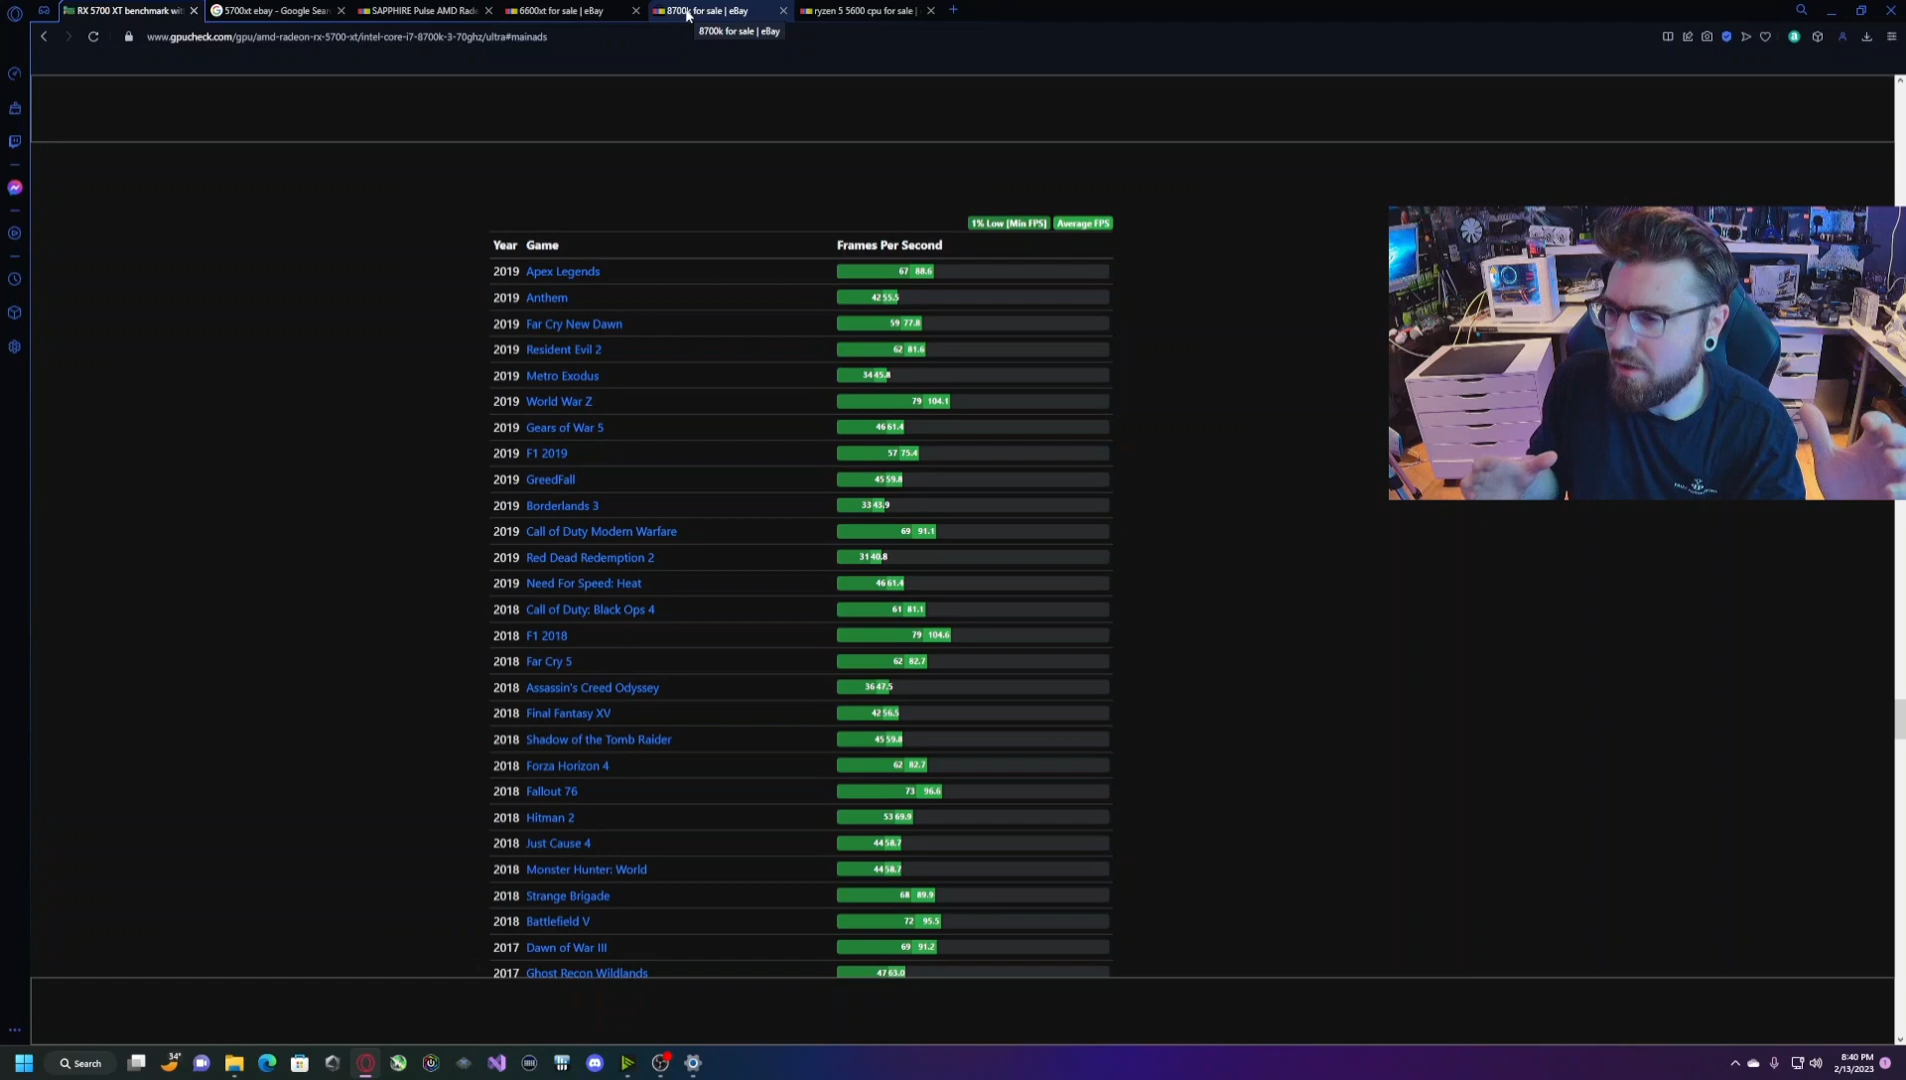 RX 5700 XT benchmark wit
5700xt ebay - Google Sear
SAPPHIRE Pulse AMD Rade
6600xt for sale | eBay
8700k for sale | eBay
ryzen 5 5600 cpu for sale |
www.gpucheck.com/gpu/amd-radeon-rx-5700-xt/intel-core-i7-8700k-3-70ghz/ultra#mainads
8700k for sale | eBay
1% Low [Min FPS] Average FPS
Year Game Frames Per Second
2019 Apex Legends 67 88.6
2019 Anthem 42 55.5
2019 Far Cry New Dawn 59 77.8
2019 Resident Evil 2 62 81.6
2019 Metro Exodus 34 45.8
2019 World War Z 79 104.1
2019 Gears of War 5 46 61.4
2019 F1 2019 57 75.4
2019 GreedFall 45 59.8
2019 Borderlands 3 33 43.9
2019 Call of Duty Modern Warfare 69 91.1
2019 Red Dead Redemption 2 31 40.8
2019 Need For Speed: Heat 46 61.4
2018 Call of Duty: Black Ops 4 61 81.1
2018 F1 2018 79 104.6
2018 Far Cry 5 62 82.7
2018 Assassin's Creed Odyssey 36 47.5
2018 Final Fantasy XV 42 56.5
2018 Shadow of the Tomb Raider 45 59.8
2018 Forza Horizon 4 62 82.7
2018 Fallout 76 73 96.6
2018 Hitman 2 53 69.9
2018 Just Cause 4 44 58.7
2018 Monster Hunter: World 44 58.7
2018 Strange Brigade 68 89.9
2018 Battlefield V 72 95.5
2017 Dawn of War III 69 91.2
2017 Ghost Recon Wildlands 47 63.0
Search
34°
8:40 PM
2/13/2023